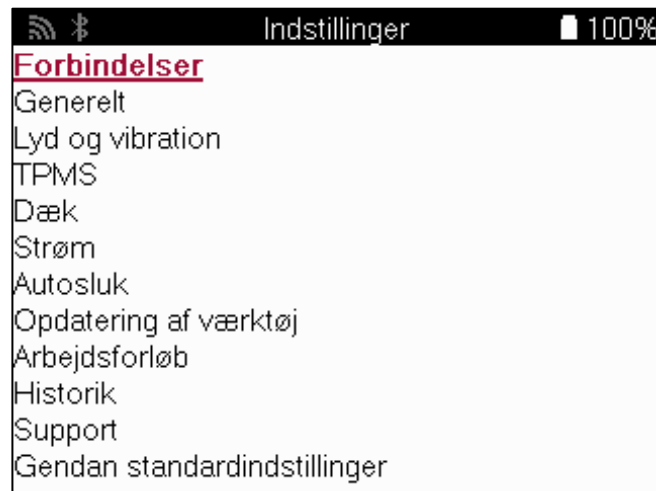 Indstillinger 100%
Forbindelser
Generelt
Lyd og vibration
TPMS
Dæk
Strøm
Autosluk
Opdatering af værktøj
Arbejdsforløb
Historik
Support
Gendan standardindstillinger